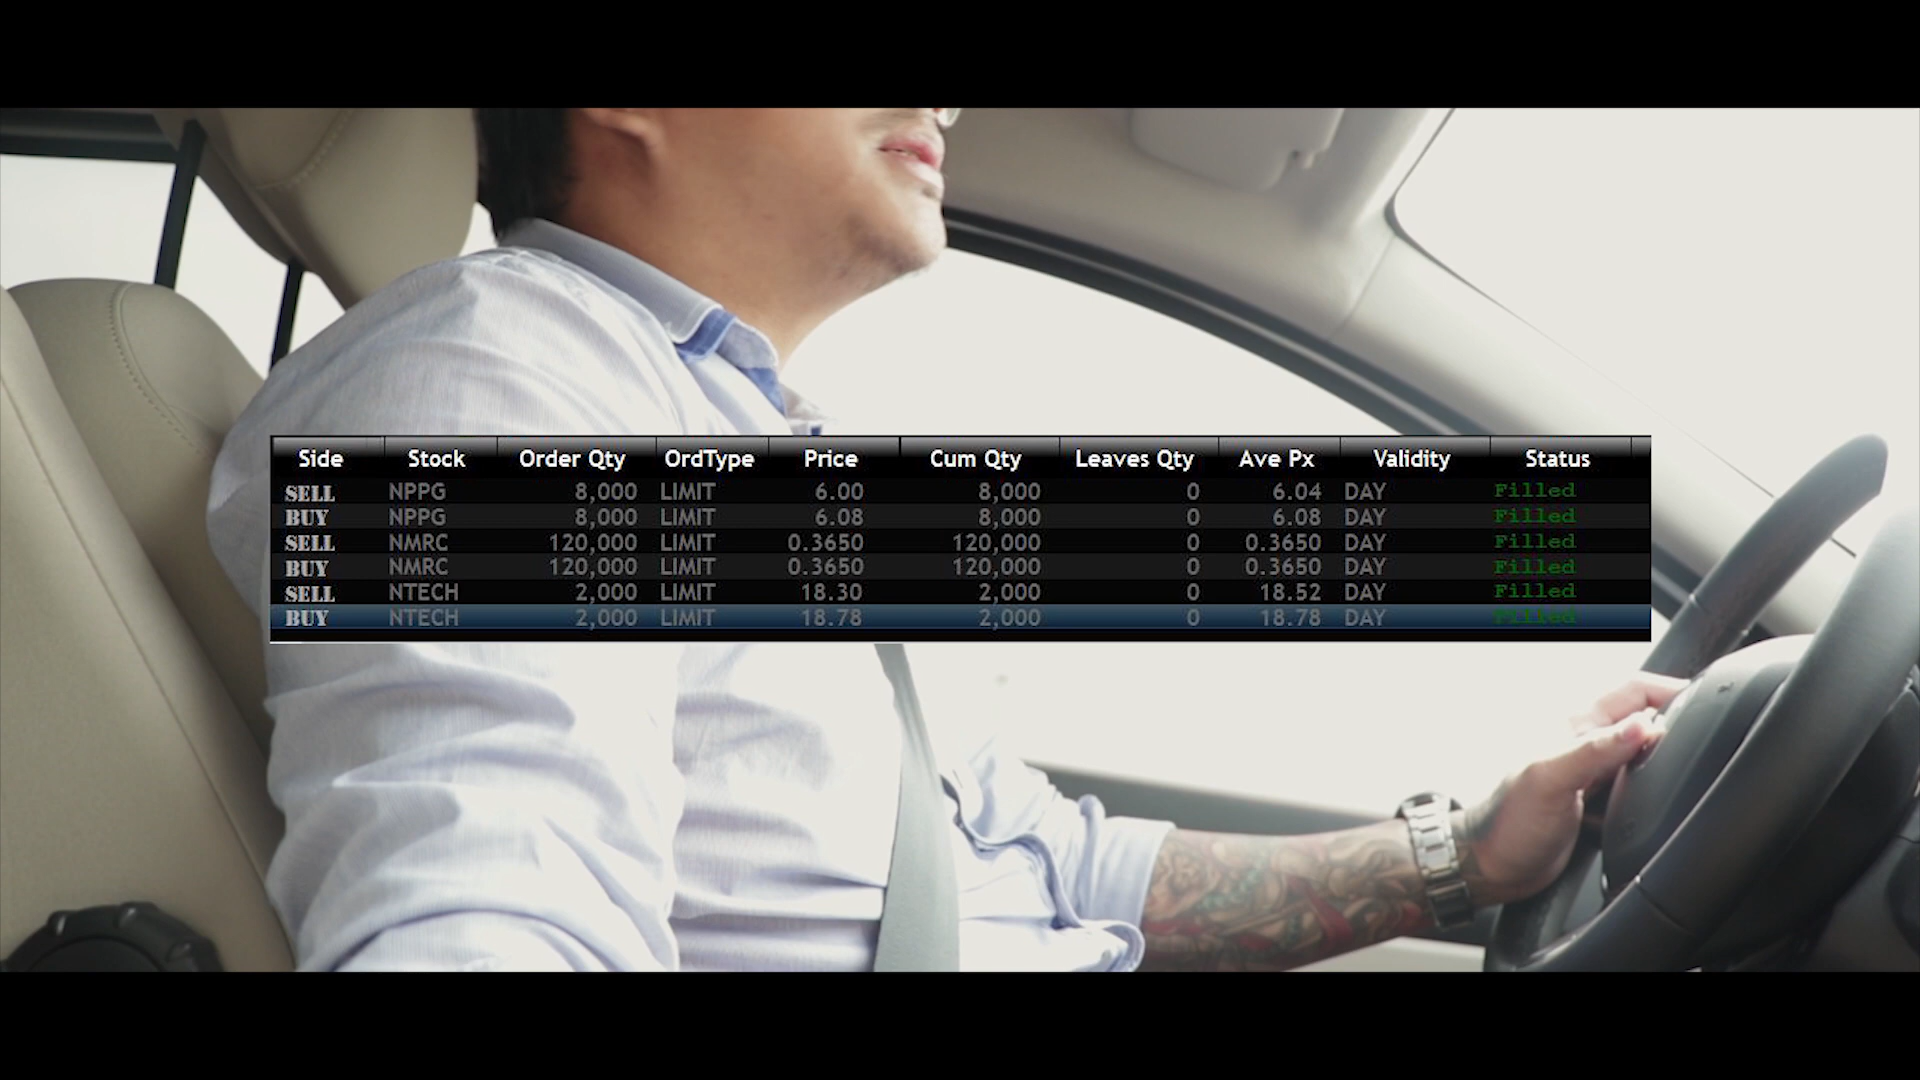 Side Stock Order Qty OrdType Price Cum Qty Leaves Qty Ave Px Validity Status
SELL NPPG 8,000 LIMIT 6.00 8,000 0 6.04 DAY Filled
BUY NPPG 8,000 LIMIT 6.08 8,000 0 6.08 DAY Filled
SELL NMRC 120,000 LIMIT 0.3650 120,000 0 0.3650 DAY Filled
BUY NMRC 120,000 LIMIT 0.3650 120,000 0 0.3650 DAY Filled
SELL NTECH 2,000 LIMIT 18.30 2,000 0 18.52 DAY Filled
BUY NTECH 2,000 LIMIT 18.78 2,000 0 18.78 DAY Filled